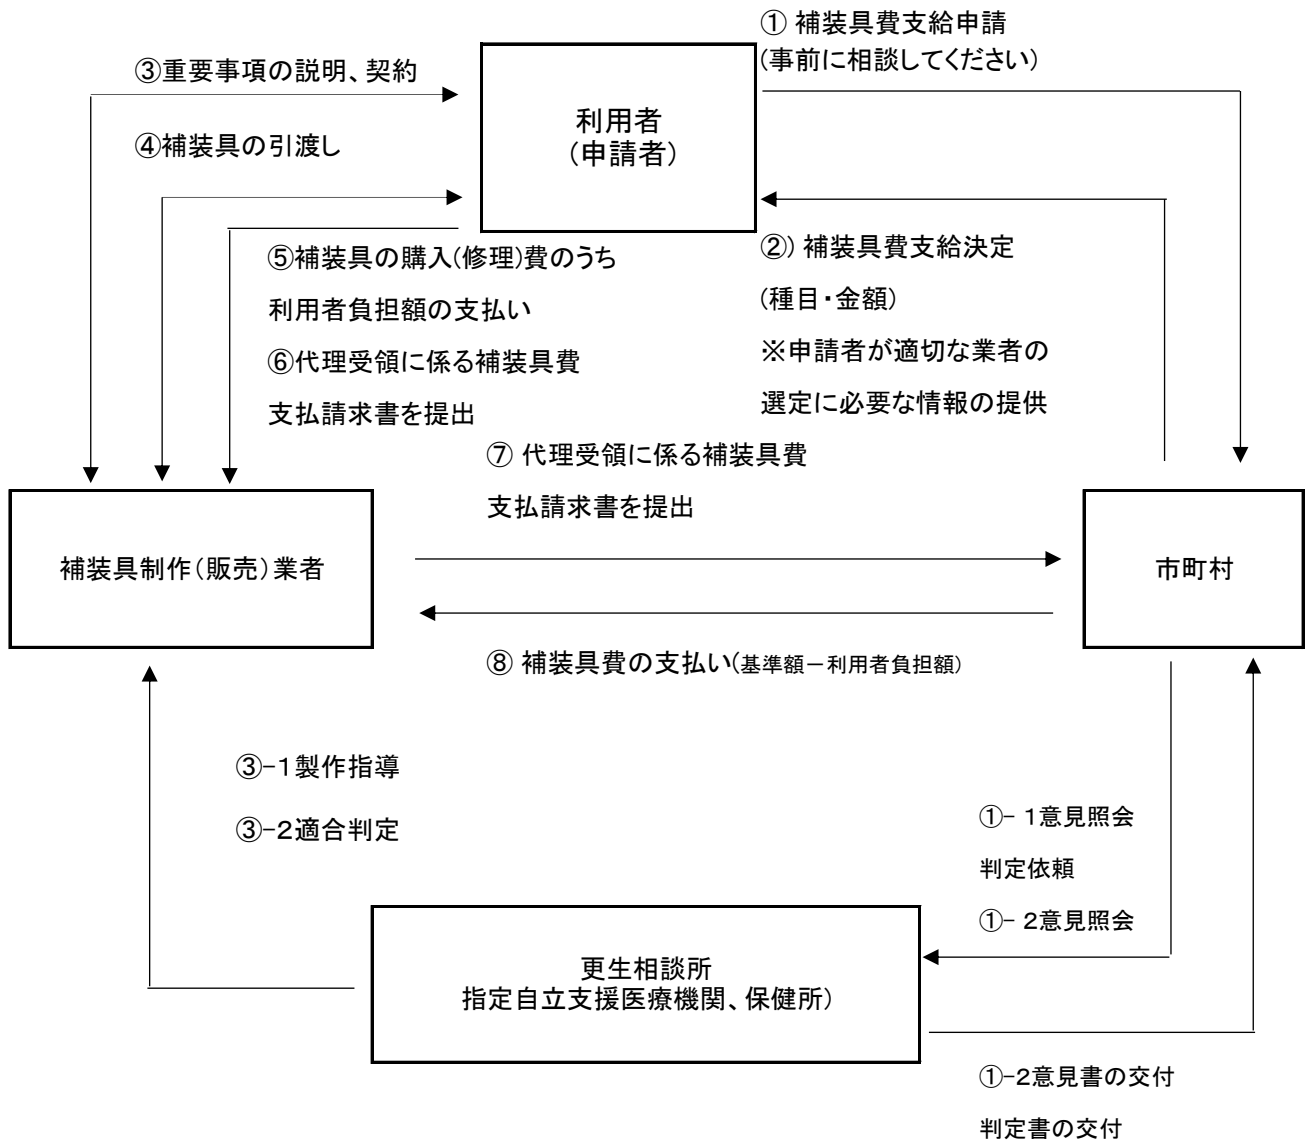 ① 補装具費支給申請
(事前に相談してください)
③重要事項の説明、契約
利用者
(申請者)
④補装具の引渡し
⑤補装具の購入(修理)費のうち
利用者負担額の支払い
⑥代理受領に係る補装具費
支払請求書を提出
②) 補装具費支給決定
(種目・金額)
※申請者が適切な業者の
選定に必要な情報の提供
⑦ 代理受領に係る補装具費
支払請求書を提出
補装具制作(販売)業者
市町村
⑧ 補装具費の支払い(基準額－利用者負担額)
③-１製作指導
③-２適合判定
①- １意見照会
判定依頼
①- ２意見照会
更生相談所
指定自立支援医療機関、保健所)
①-２意見書の交付
判定書の交付